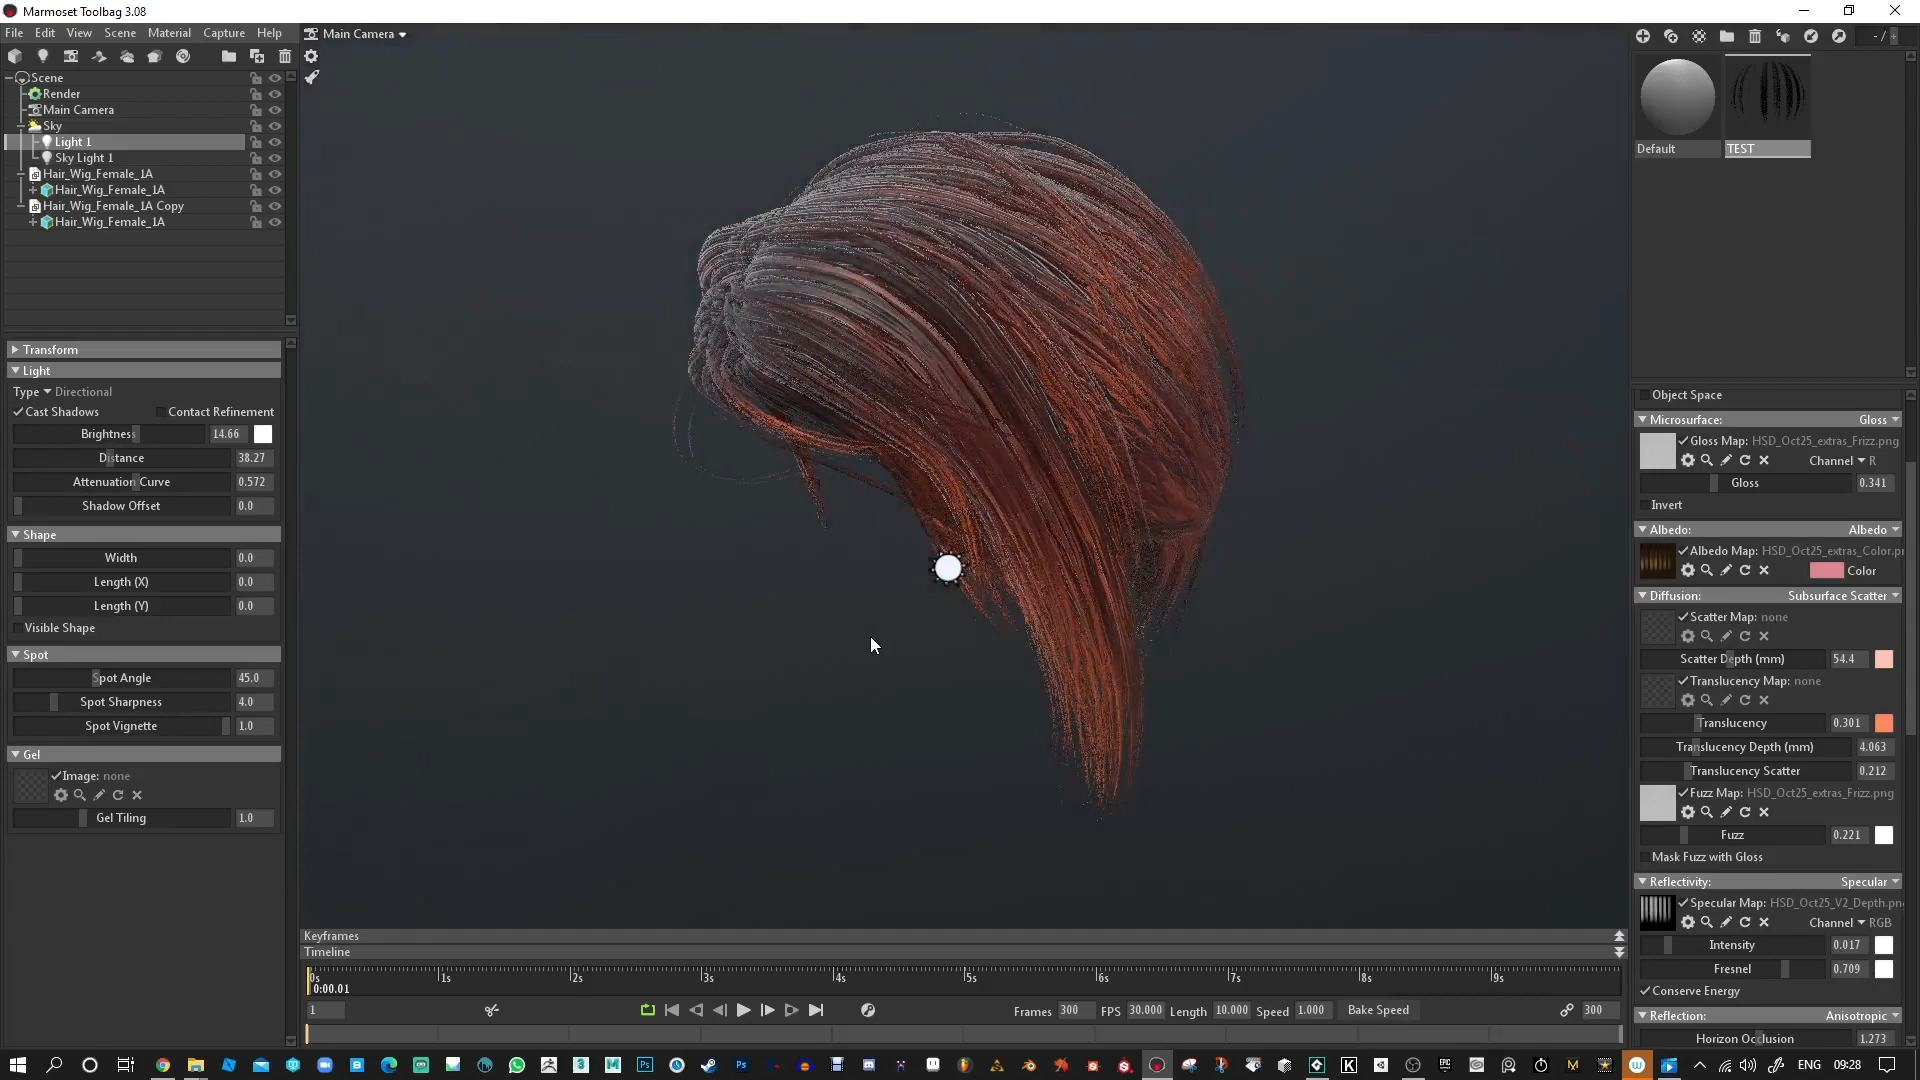 Marmoset Toolbag 3.08
File Edit View Scene Material Capture Help
Main Camera
- /
Scene
Render
Main Camera
Sky
Light 1
Sky Light 1
Hair_Wig_Female_1A
Hair_Wig_Female_1A
Hair_Wig_Female_1A Copy
Hair_Wig_Female_1A
Transform
Light
Type Directional
Cast Shadows Contact Refinement
Brightness 14.66
Distance 38.27
Attenuation Curve 0.572
Shadow Offset 0.0
Shape
Width 0.0
Length (X) 0.0
Length (Y) 0.0
Visible Shape
Spot
Spot Angle 45.0
Spot Sharpness 4.0
Spot Vignette 1.0
Gel
Image: none
Gel Tiling 1.0
Default TEST
Object Space
Microsurface: Gloss
Gloss Map: HSD_Oct25_extras_Frizz.png
Channel R
Gloss 0.341
Invert
Albedo: Albedo
Albedo Map: HSD_Oct25_extras_Color.p
Color
Diffusion: Subsurface Scatter
Scatter Map: none
Scatter Depth (mm) 54.4
Translucency Map: none
Translucency 0.301
Translucency Depth (mm) 4.063
Translucency Scatter 0.212
Fuzz Map: HSD_Oct25_extras_Frizz.png
Fuzz 0.221
Mask Fuzz with Gloss
Reflectivity: Specular
Specular Map: HSD_Oct25_V2_Depth.pn
Channel RGB
Intensity 0.017
Fresnel 0.709
Conserve Energy
Reflection: Anisotropic
Horizon Occlusion 1.273
Keyframes
Timeline
0s 1s 2s 3s 4s 5s 6s 7s 8s 9s
0:00.01
1 Frames 300 FPS 30.000 Length 10.000 Speed 1.000 Bake Speed 300
ENG 09:28